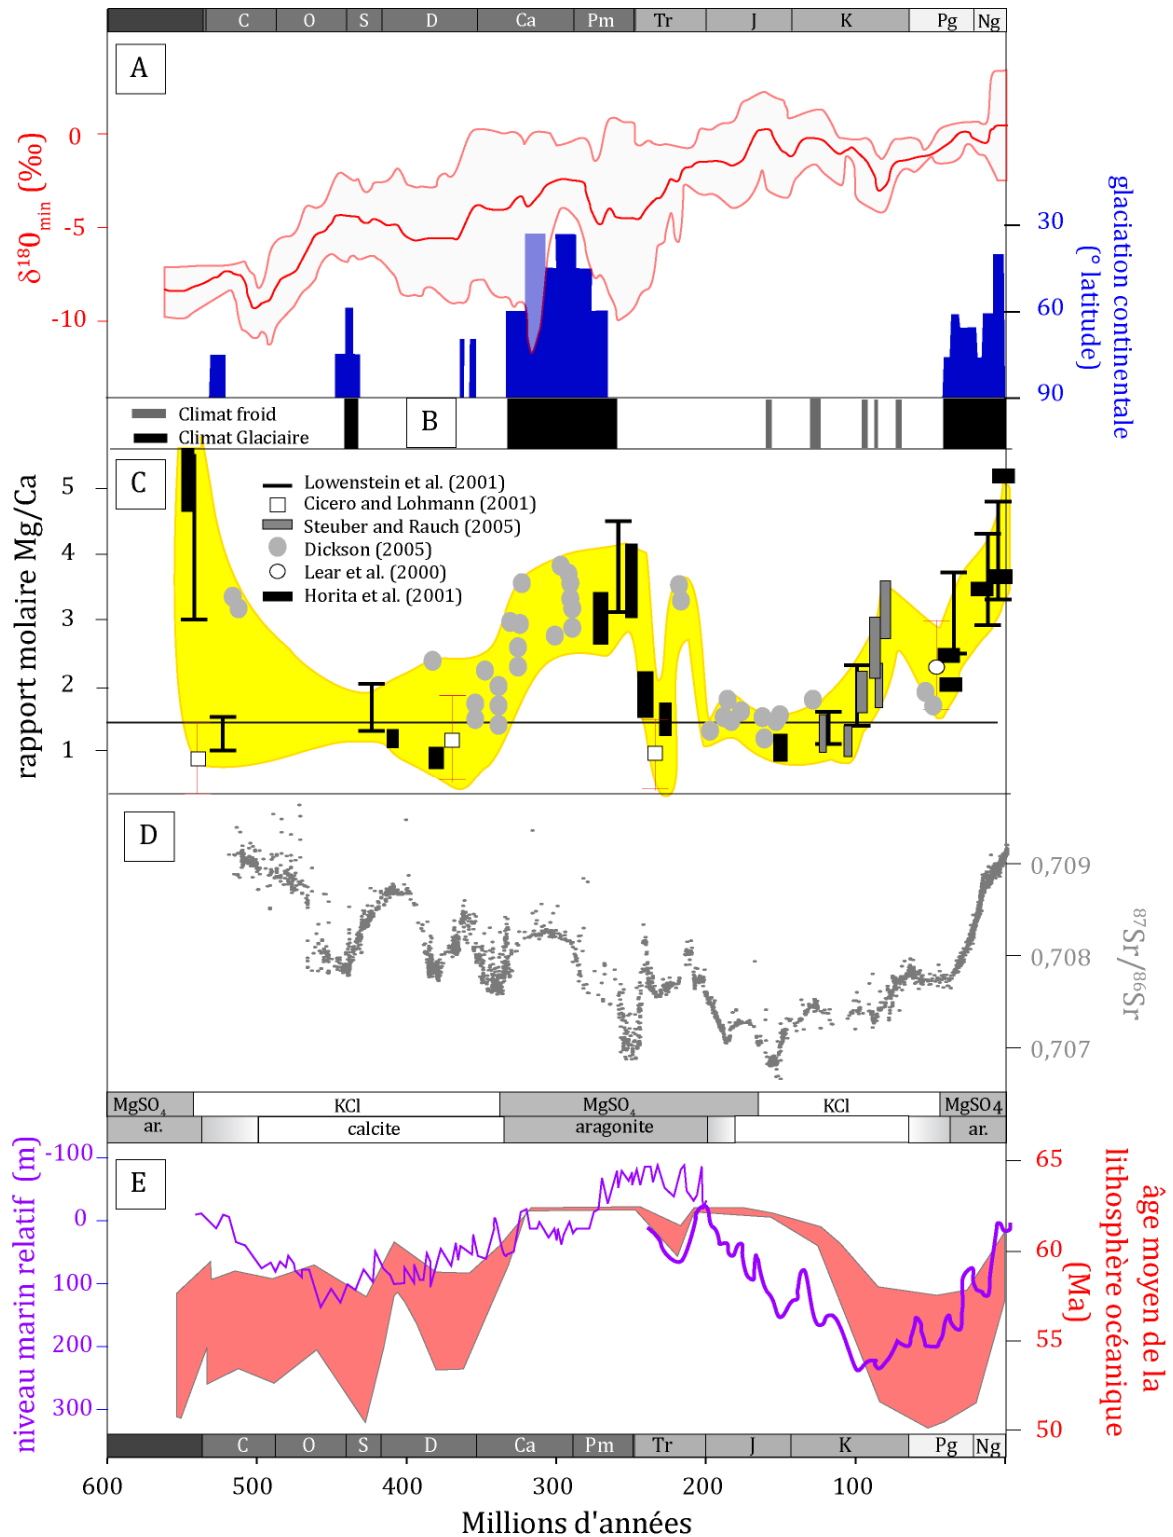 C O S D Ca Pm Tr J K Pg Ng
A
0
-5
-10
δ¹⁸0min (‰)
30
60
90
glaciation continentale
(° latitude)
Climat froid
Climat Glaciaire
B
C
5
4
3
2
1
rapport molaire Mg/Ca
Lowenstein et al. (2001)
Cicero and Lohmann (2001)
Steuber and Rauch (2005)
Dickson (2005)
Lear et al. (2000)
Horita et al. (2001)
D
0,709
0,708
0,707
⁸⁷Sr/⁸⁶Sr
MgSO₄ KCl MgSO₄ KCl MgSO4
ar. calcite aragonite ar.
E
-100
0
100
200
300
niveau marin relatif (m)
65
60
55
50
âge moyen de la
lithosphère océanique
(Ma)
C O S D Ca Pm Tr J K Pg Ng
600 500 400 300 200 100
Millions d'années